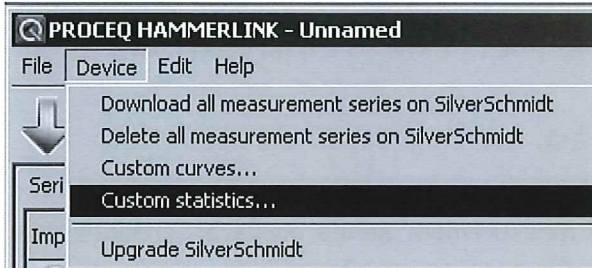 PROCEQ HAMMERLINK - Unnamed
File Device Edit Help
Download all measurement series on SilverSchmidt
Delete all measurement series on SilverSchmidt
Custom curves...
Seri
Custom statistics...
Imp
Upgrade SilverSchmidt